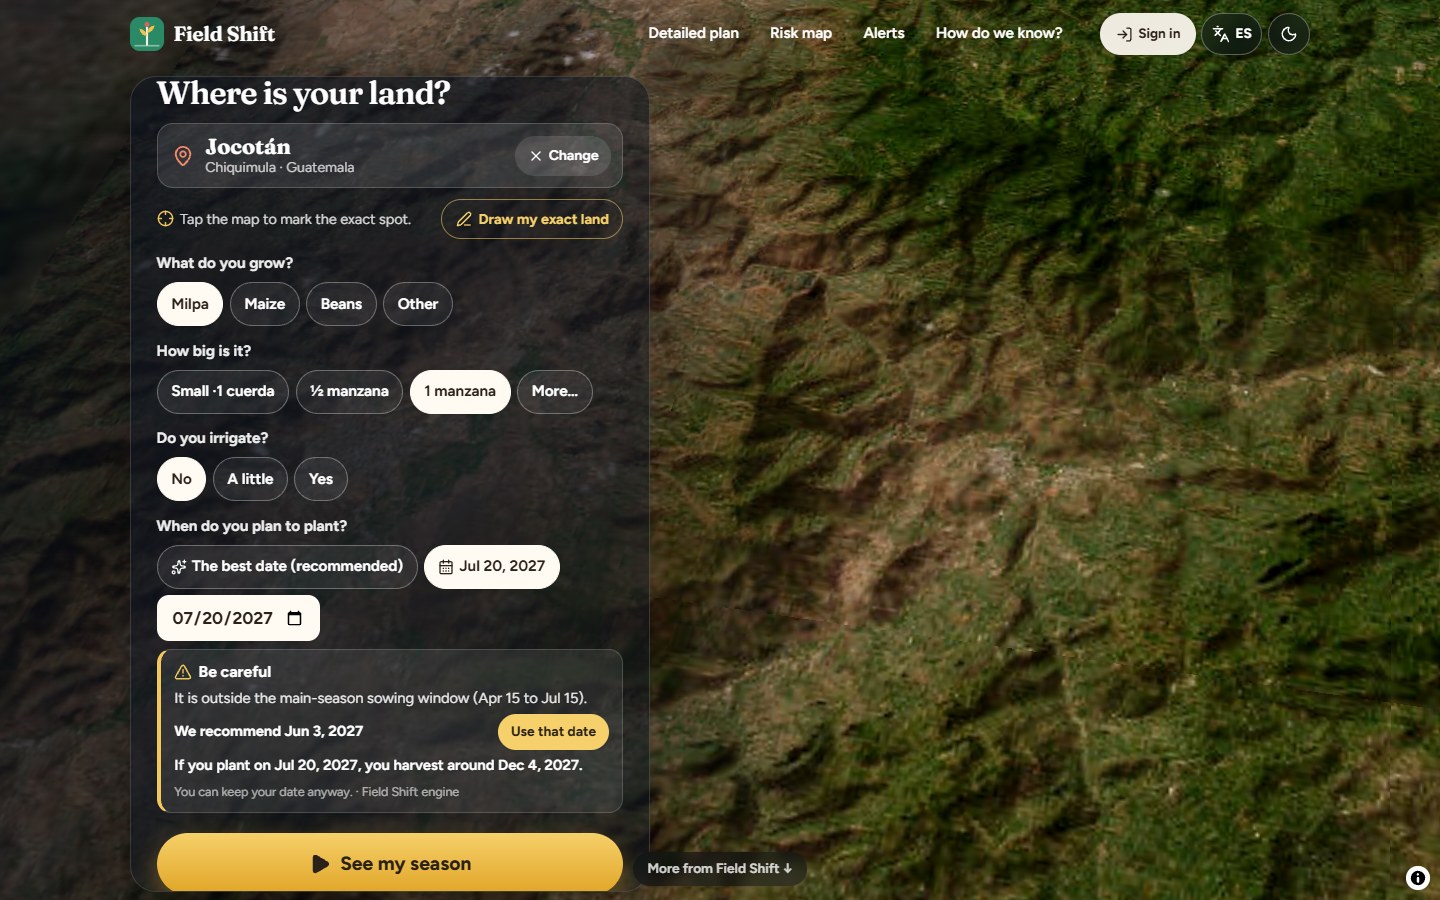 Field Shift
Detailed plan
Risk map
Alerts
How do we know?
Sign in
ES
Where is your land?
Jocotán
Chiquimula · Guatemala
Change
Tap the map to mark the exact spot.
Draw my exact land
What do you grow?
Milpa
Maize
Beans
Other
How big is it?
Small ·1 cuerda
½ manzana
1 manzana
More...
Do you irrigate?
No
A little
Yes
When do you plan to plant?
The best date (recommended)
Jul 20, 2027
07/20/2027
Be careful
It is outside the main-season sowing window (Apr 15 to Jul 15).
We recommend Jun 3, 2027
Use that date
If you plant on Jul 20, 2027, you harvest around Dec 4, 2027.
You can keep your date anyway. · Field Shift engine
See my season
More from Field Shift ↓